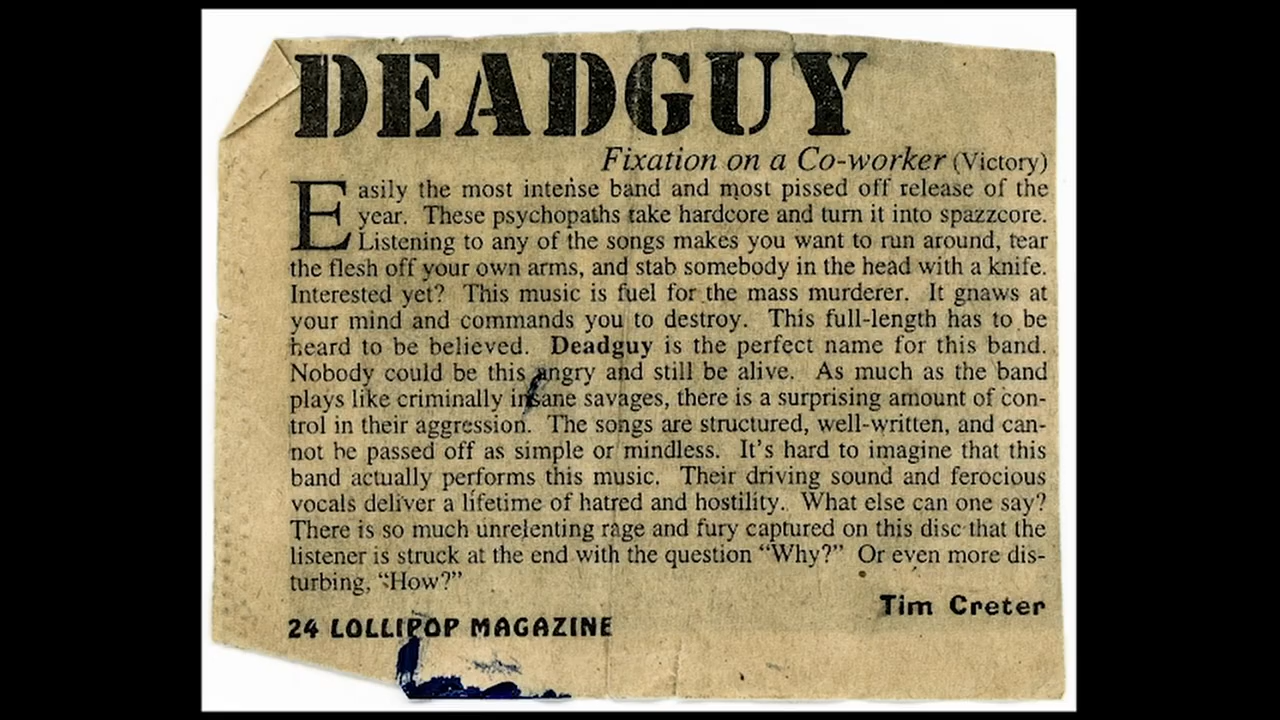 DEADGUY
Fixation on a Co-worker (Victory)
Easily the most intense band and most pissed off release of the
year. These psychopaths take hardcore and turn it into spazzcore.
Listening to any of the songs makes you want to run around, tear
the flesh off your own arms, and stab somebody in the head with a knife.
Interested yet? This music is fuel for the mass murderer. It gnaws at
your mind and commands you to destroy. This full-length has to be
heard to be believed. Deadguy is the perfect name for this band.
Nobody could be this angry and still be alive. As much as the band
plays like criminally insane savages, there is a surprising amount of con-
trol in their aggression. The songs are structured, well-written, and can-
not be passed off as simple or mindless. It's hard to imagine that this
band actually performs this music. Their driving sound and ferocious
vocals deliver a lifetime of hatred and hostility. What else can one say?
There is so much unrelenting rage and fury captured on this disc that the
listener is struck at the end with the question “Why?” Or even more dis-
turbing, “How?”
Tim Creter
24 LOLLIPOP MAGAZINE